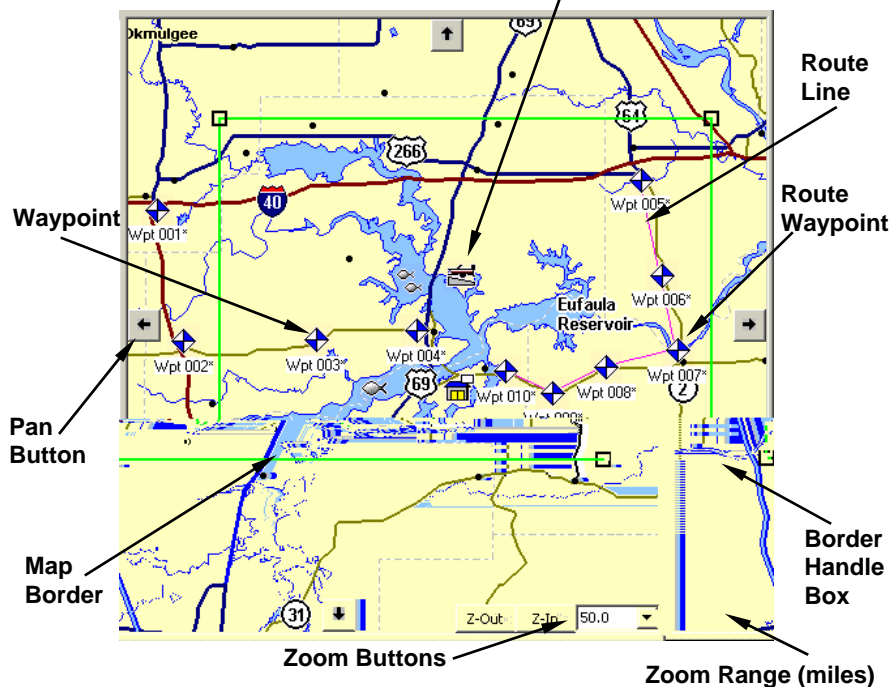 Okmulgee
69
64
Route
Line
266
40
Wpt 005*
Route
Waypoint
Waypoint
Wpt 001*
Wpt 006*
Eufaula
Reservoir
Wpt 002*
Wpt 003*
Wpt 004*
Wpt 007*
69
Wpt 010*
Wpt 008*
2
Pan
Button
Map
Border
Border
Handle
Box
31
Z-Out
Z-In
50.0
Zoom Buttons
Zoom Range (miles)